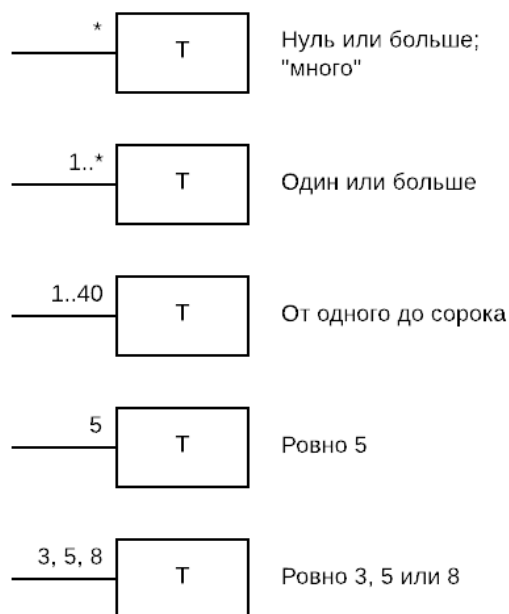 *
T
Нуль или больше;
"много"
1..*
T
Один или больше
1..40
T
От одного до сорока
5
T
Ровно 5
3, 5, 8
T
Ровно 3, 5 или 8